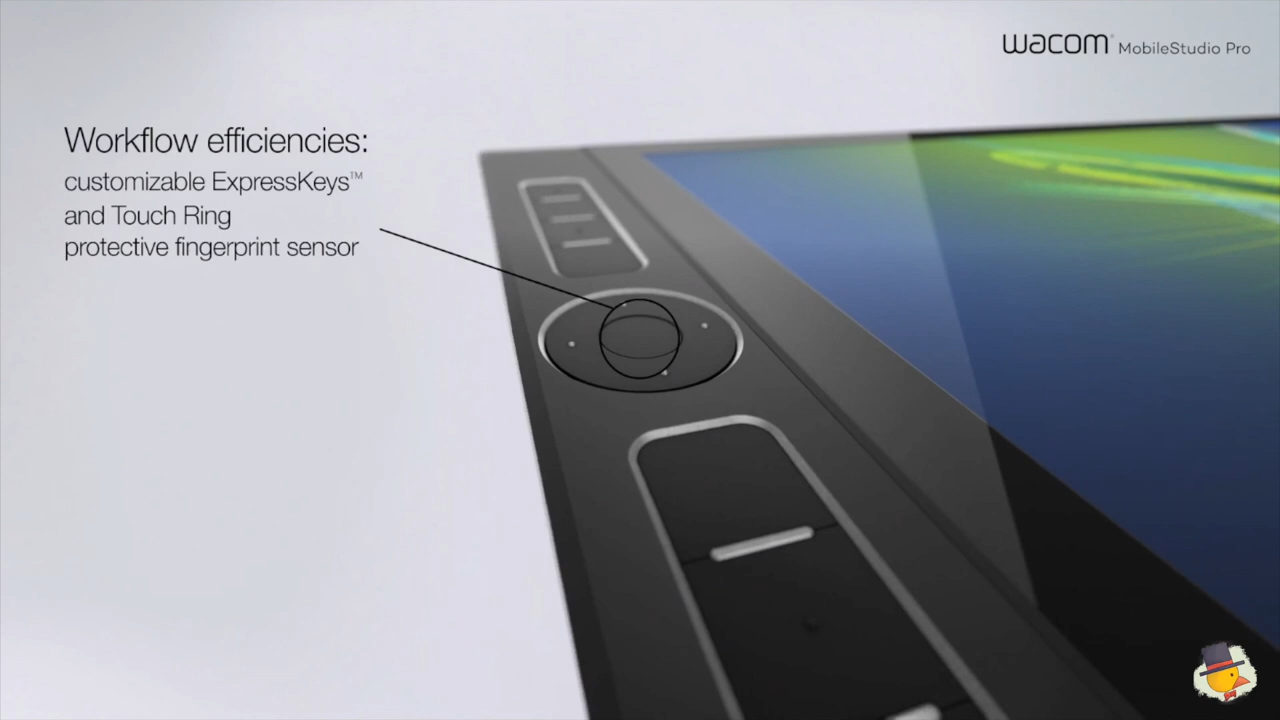 wacom® MobileStudio Pro
Workflow efficiencies:
customizable ExpressKeys™
and Touch Ring
protective fingerprint sensor